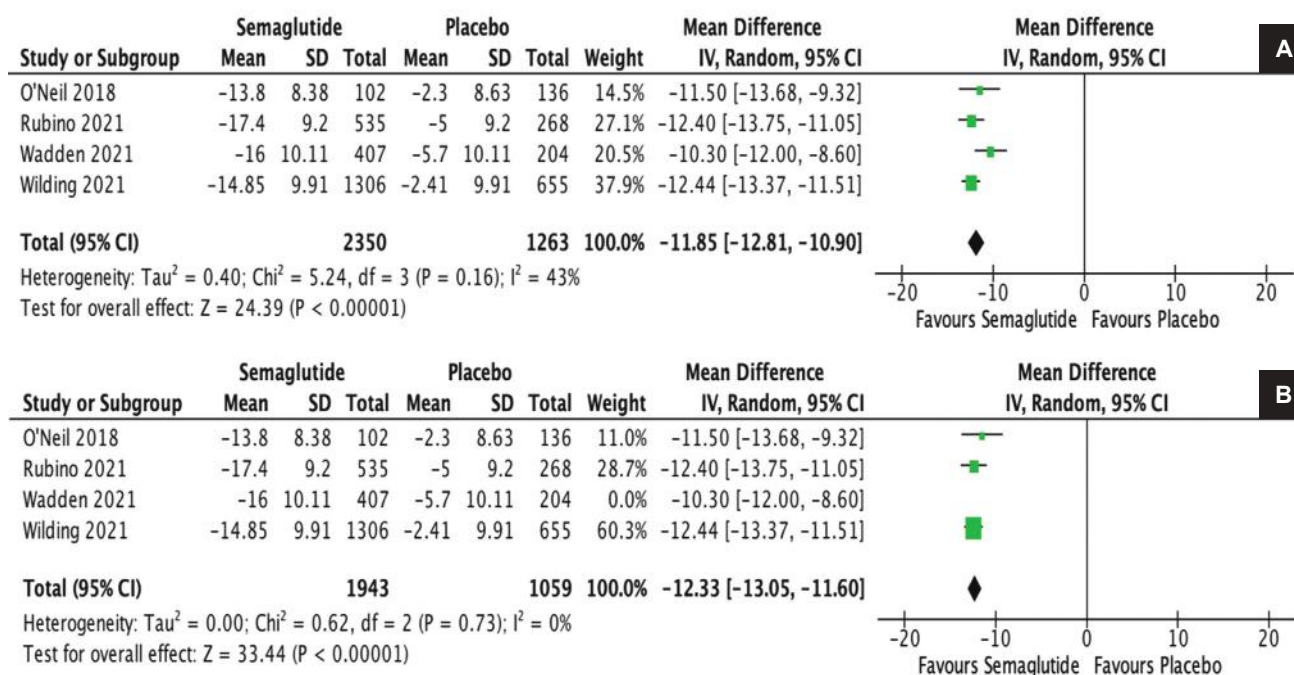 Semaglutide Placebo Mean Difference Mean Difference
Study or Subgroup Mean SD Total Mean SD Total Weight IV, Random, 95% CI IV, Random, 95% CI A
O'Neil 2018 −13.8 8.38 102 −2.3 8.63 136 14.5% −11.50 [−13.68, −9.32]
Rubino 2021 −17.4 9.2 535 −5 9.2 268 27.1% −12.40 [−13.75, −11.05]
Wadden 2021 −16 10.11 407 −5.7 10.11 204 20.5% −10.30 [−12.00, −8.60]
Wilding 2021 −14.85 9.91 1306 −2.41 9.91 655 37.9% −12.44 [−13.37, −11.51]
Total (95% CI) 2350 1263 100.0% −11.85 [−12.81, −10.90]
Heterogeneity: Tau² = 0.40; Chi² = 5.24, df = 3 (P = 0.16); I² = 43%
Test for overall effect: Z = 24.39 (P < 0.00001)
−20 −10 0 10 20
Favours Semaglutide Favours Placebo
Semaglutide Placebo Mean Difference Mean Difference
Study or Subgroup Mean SD Total Mean SD Total Weight IV, Random, 95% CI IV, Random, 95% CI B
O'Neil 2018 −13.8 8.38 102 −2.3 8.63 136 11.0% −11.50 [−13.68, −9.32]
Rubino 2021 −17.4 9.2 535 −5 9.2 268 28.7% −12.40 [−13.75, −11.05]
Wadden 2021 −16 10.11 407 −5.7 10.11 204 0.0% −10.30 [−12.00, −8.60]
Wilding 2021 −14.85 9.91 1306 −2.41 9.91 655 60.3% −12.44 [−13.37, −11.51]
Total (95% CI) 1943 1059 100.0% −12.33 [−13.05, −11.60]
Heterogeneity: Tau² = 0.00; Chi² = 0.62, df = 2 (P = 0.73); I² = 0%
Test for overall effect: Z = 33.44 (P < 0.00001)
−20 −10 0 10 20
Favours Semaglutide Favours Placebo